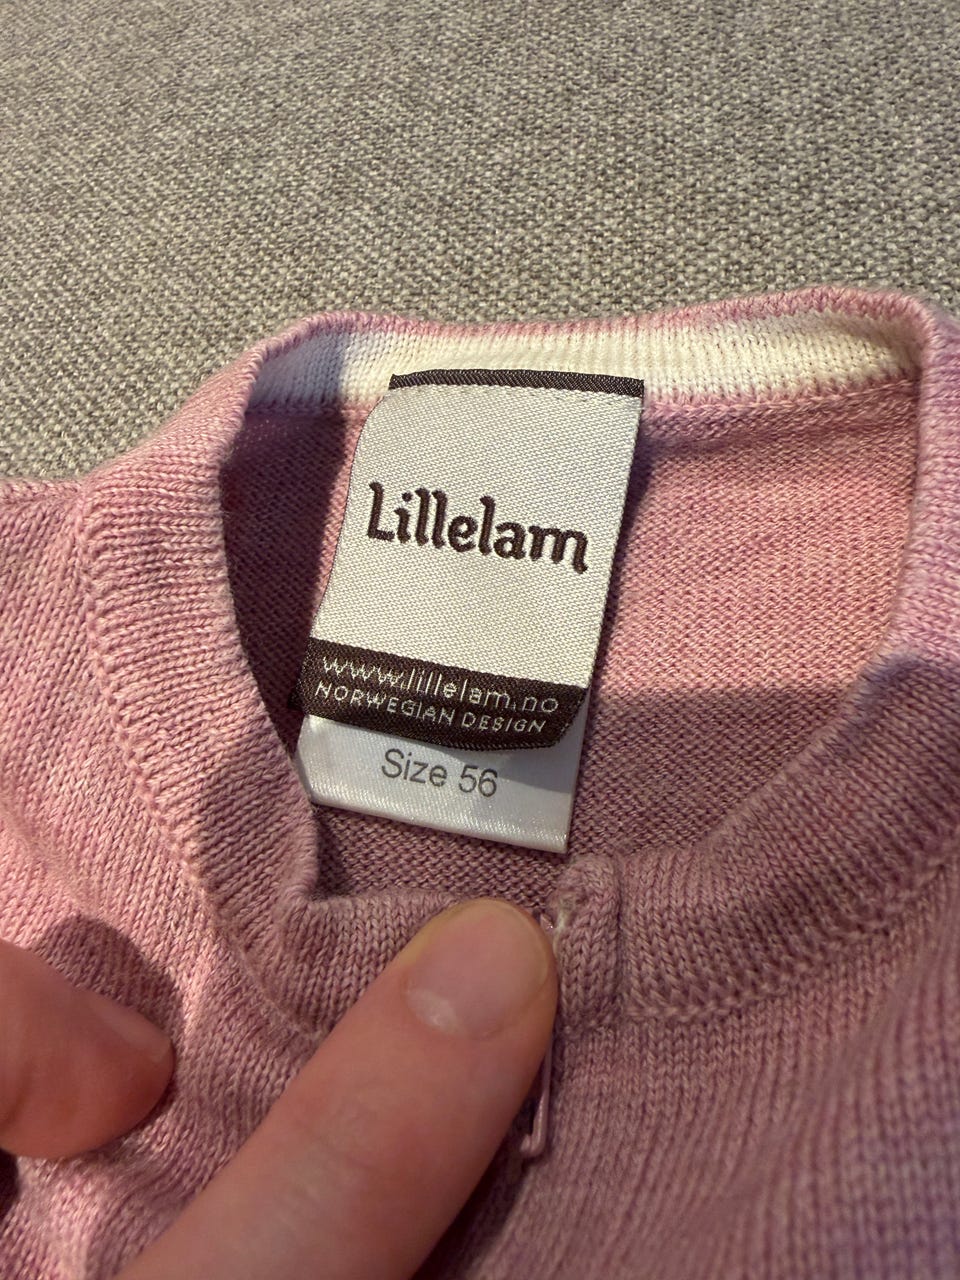 Lillelam
www.lillelam.no
NORWEGIAN DESIGN
Size 56